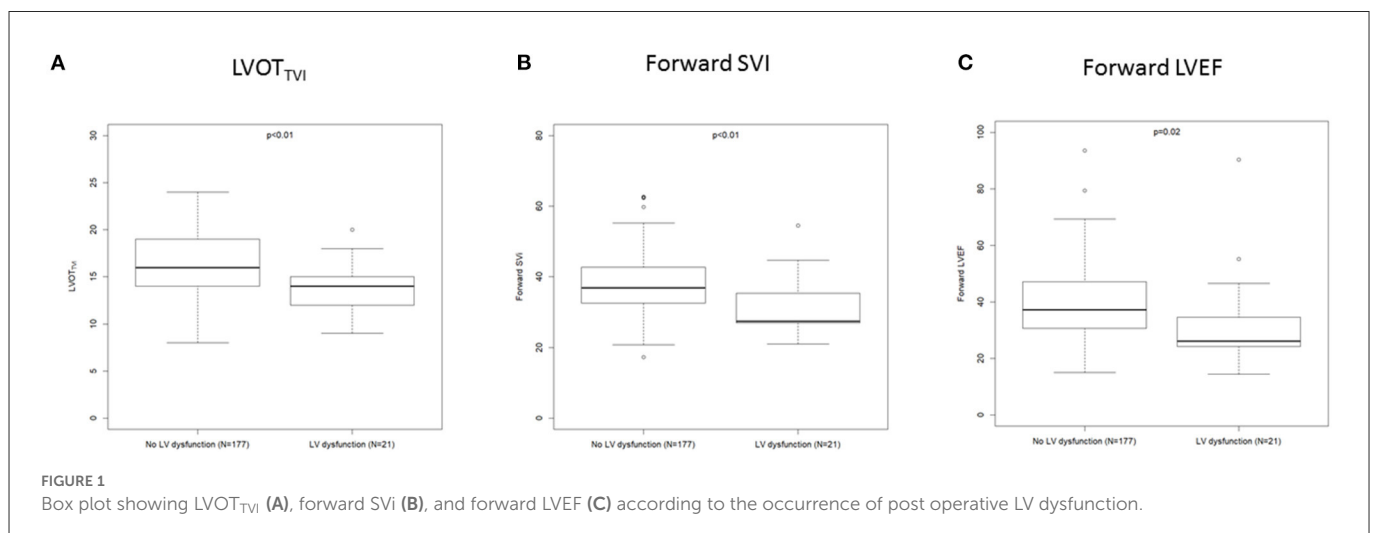 A
LVOTTVI
p<0.01
LVOTTVI
30
25
20
15
10
5
0
No LV dysfunction (N=177)
LV dysfunction (N=21)
B
Forward SVI
p<0.01
Forward SVi
80
60
40
20
0
No LV dysfunction (N=177)
LV dysfunction (N=21)
C
Forward LVEF
p=0.02
Forward LVEF
100
80
60
40
20
0
No LV dysfunction (N=177)
LV dysfunction (N=21)
FIGURE 1
Box plot showing LVOTTVI (A), forward SVi (B), and forward LVEF (C) according to the occurrence of post operative LV dysfunction.